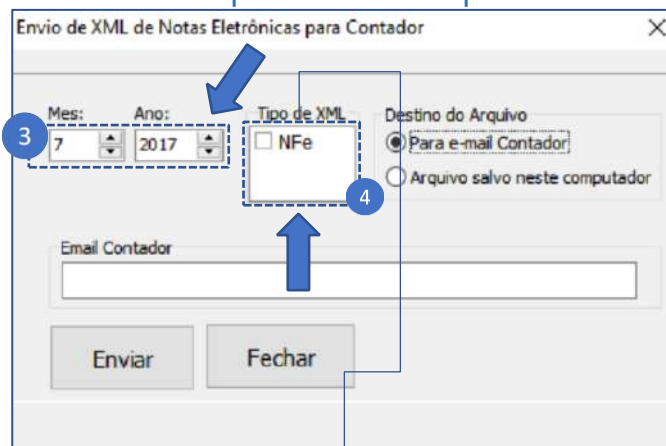 Envio de XML de Notas Eletrônicas para Contador
Mes: Ano: Tipo de XML Destino do Arquivo
3 7 2017 NFe Para e-mail Contador
4 Arquivo salvo neste computador
Email Contador
Enviar Fechar